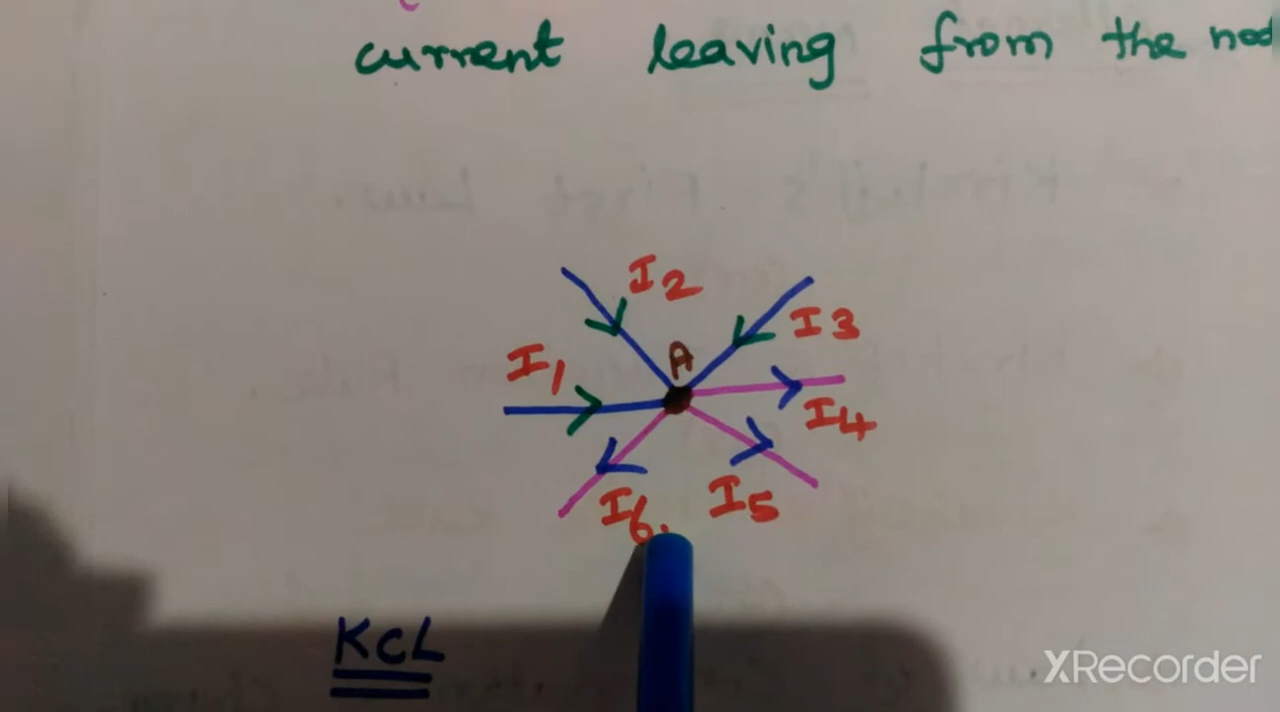 current leaving from the nod
I2
I3
A
I1
I4
I6.
I5
KCL
XRecorder